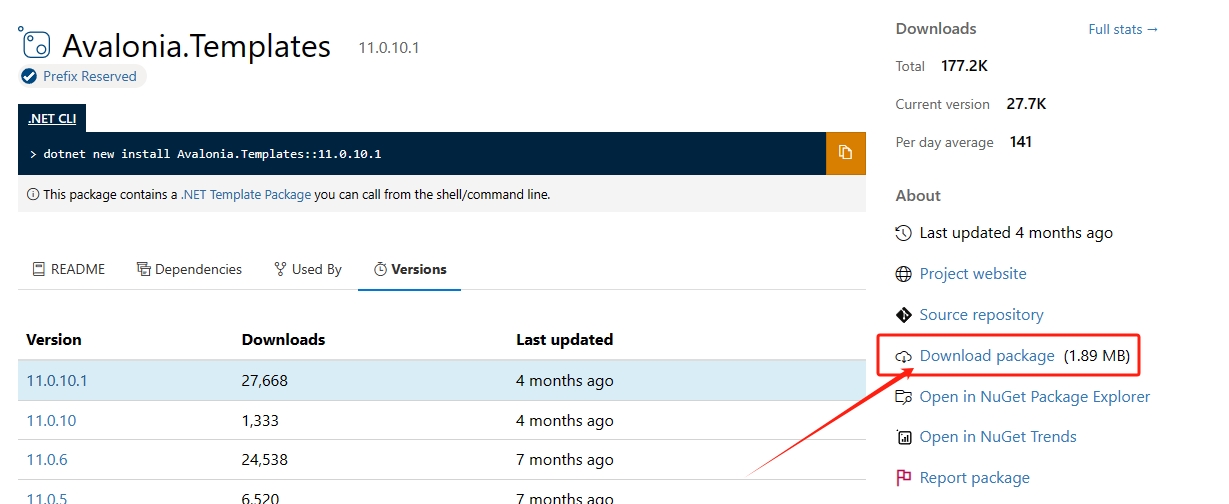 Avalonia.Templates 11.0.10.1
Prefix Reserved
.NET CLI
> dotnet new install Avalonia.Templates::11.0.10.1
This package contains a .NET Template Package you can call from the shell/command line.
README Dependencies Used By Versions
Version Downloads Last updated
11.0.10.1 27,668 4 months ago
11.0.10 1,333 4 months ago
11.0.6 24,538 7 months ago
11.0.5 6,520 7 months ago
Downloads Full stats →
Total 177.2K
Current version 27.7K
Per day average 141
About
Last updated 4 months ago
Project website
Source repository
Download package (1.89 MB)
Open in NuGet Package Explorer
Open in NuGet Trends
Report package